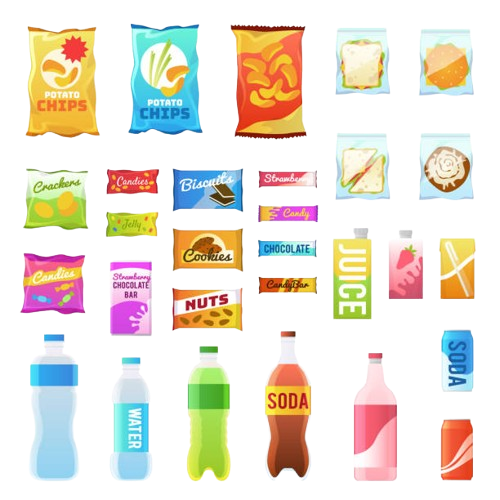 POTATO
CHIPS
POTATO
CHIPS
Crackers
Candies
Jelly
Biscuits
Strawberry
Candy
CHOCOLATE
CandyBar
Cookies
NUTS
Candies
Strawberry
CHOCOLATE
BAR
JUICE
WATER
SODA
SODA